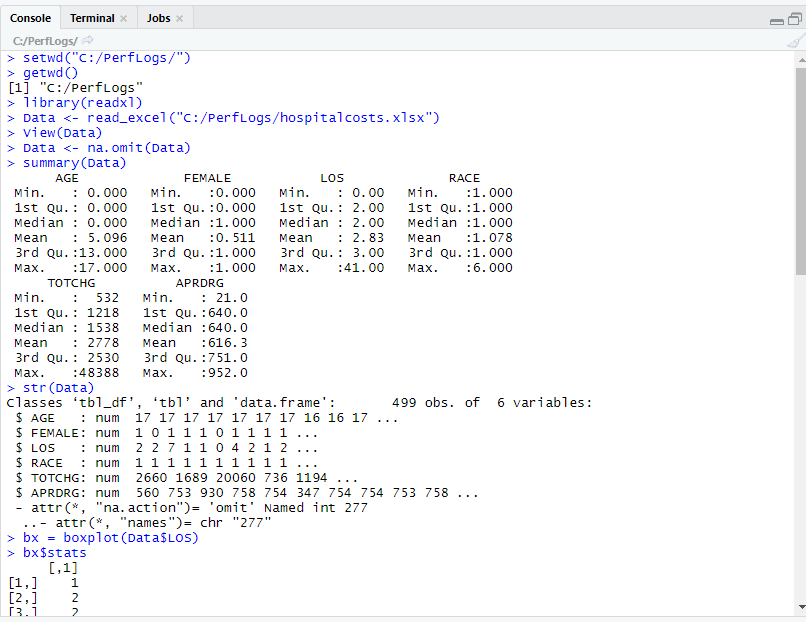 Console Terminal × Jobs ×
C:/PerfLogs/
> setwd("C:/PerfLogs/")
> getwd()
[1] "C:/PerfLogs"
> library(readxl)
> Data <- read_excel("C:/PerfLogs/hospitalcosts.xlsx")
> View(Data)
> Data <- na.omit(Data)
> summary(Data)
      AGE             FEMALE           LOS             RACE
 Min.   : 0.000   Min.   :0.000   Min.   : 0.00   Min.   :1.000
 1st Qu.: 0.000   1st Qu.:0.000   1st Qu.: 2.00   1st Qu.:1.000
 Median : 0.000   Median :1.000   Median : 2.00   Median :1.000
 Mean   : 5.096   Mean   :0.511   Mean   : 2.83   Mean   :1.078
 3rd Qu.:13.000   3rd Qu.:1.000   3rd Qu.: 3.00   3rd Qu.:1.000
 Max.   :17.000   Max.   :1.000   Max.   :41.00   Max.   :6.000
     TOTCHG          APRDRG
 Min.   :  532   Min.   : 21.0
 1st Qu.: 1218   1st Qu.:640.0
 Median : 1538   Median :640.0
 Mean   : 2778   Mean   :616.3
 3rd Qu.: 2530   3rd Qu.:751.0
 Max.   :48388   Max.   :952.0
> str(Data)
Classes ‘tbl_df’, ‘tbl’ and 'data.frame':	499 obs. of  6 variables:
 $ AGE   : num  17 17 17 17 17 17 17 16 16 17 ...
 $ FEMALE: num  1 0 1 1 1 0 1 1 1 1 ...
 $ LOS   : num  2 2 7 1 1 0 4 2 1 2 ...
 $ RACE  : num  1 1 1 1 1 1 1 1 1 1 ...
 $ TOTCHG: num  2660 1689 20060 736 1194 ...
 $ APRDRG: num  560 753 930 758 754 347 754 754 753 758 ...
 - attr(*, "na.action")= 'omit' Named int 277
  ..- attr(*, "names")= chr "277"
> bx = boxplot(Data$LOS)
> bx$stats
     [,1]
[1,]    1
[2,]    2
[3,]    2